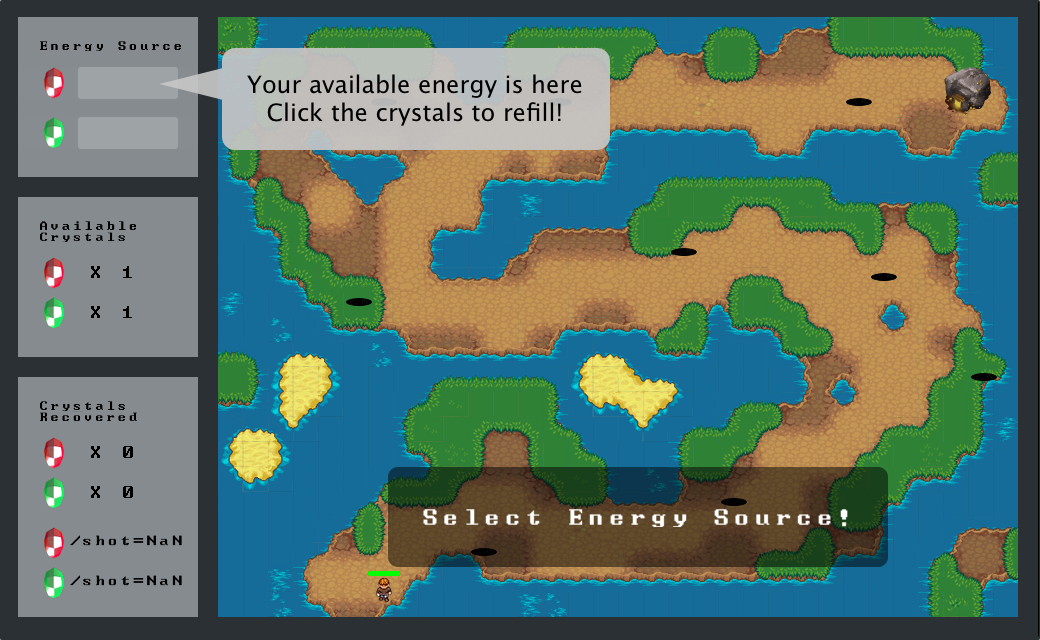 Energy Source
Your available energy is here
Click the crystals to refill!
Available
Crystals
X 1
X 1
Crystals
Recovered
X 0
X 0
/shot=NaN
/shot=NaN
Select Energy Source!